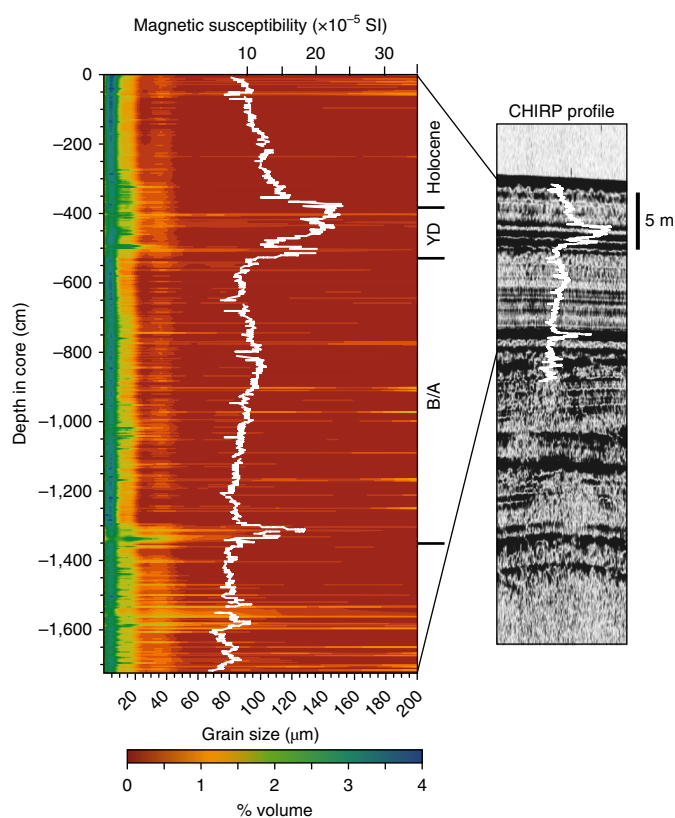 Magnetic susceptibility (×10⁻⁵ SI)
10 20 30
0
−200
−400
−600
−800
−1,000
−1,200
−1,400
−1,600
Depth in core (cm)
Holocene
YD
B/A
20 40 60 80 100 120 140 160 200
Grain size (μm)
0 1 2 3 4
% volume
CHIRP profile
5 m